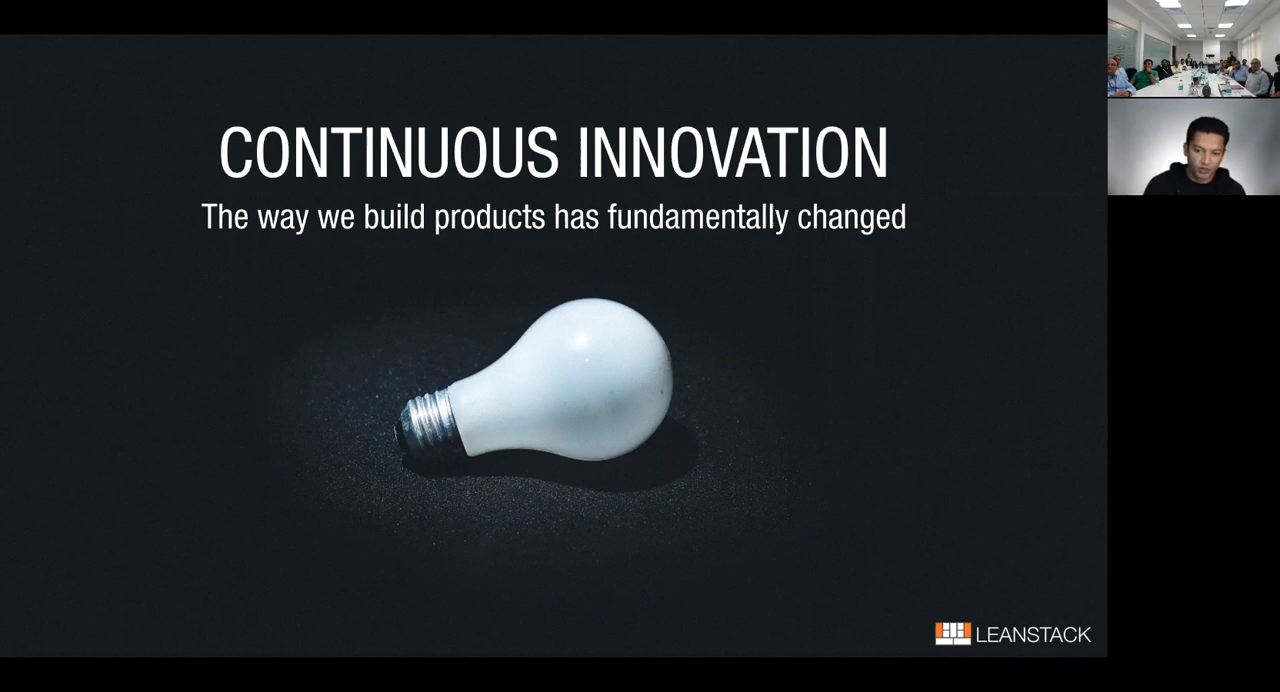 CONTINUOUS INNOVATION
The way we build products has fundamentally changed
LEANSTACK